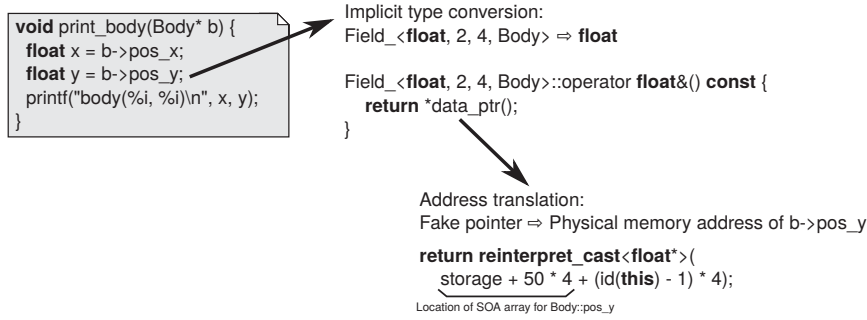 void print_body(Body* b) {
float x = b->pos_x;
float y = b->pos_y;
printf("body(%i, %i)\n", x, y);
}
Implicit type conversion:
Field_<float, 2, 4, Body> ⇨ float
Field_<float, 2, 4, Body>::operator float&() const {
return *data_ptr();
}
Address translation:
Fake pointer ⇨ Physical memory address of b->pos_y
return reinterpret_cast<float*>(
storage + 50 * 4 + (id(this) - 1) * 4);
Location of SOA array for Body::pos_y